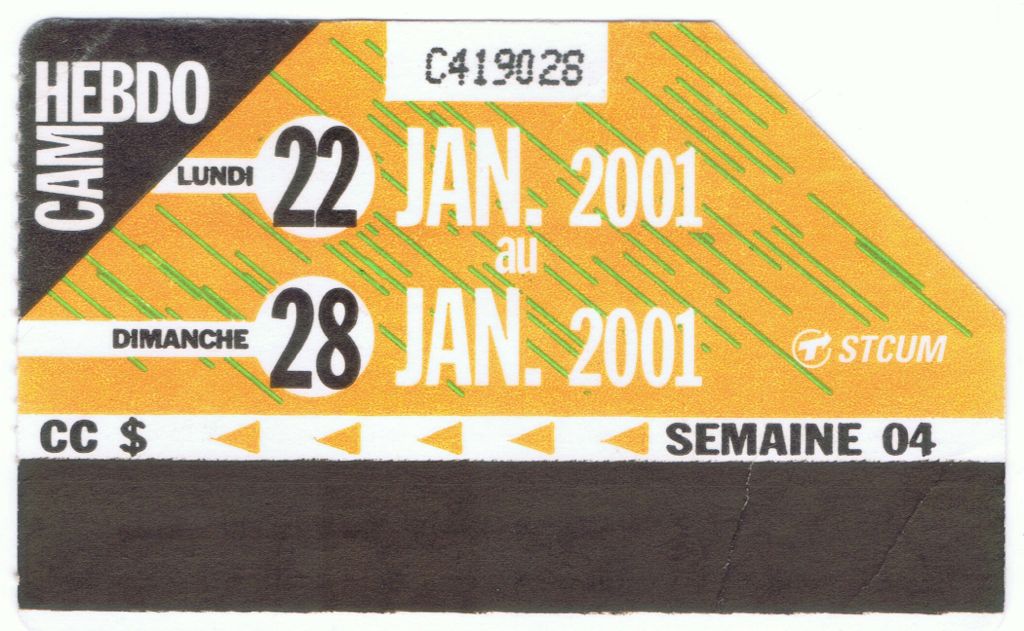 C419028
CAM HEBDO
LUNDI 22 JAN. 2001
au
DIMANCHE 28 JAN. 2001
STCUM
CC $ SEMAINE 04